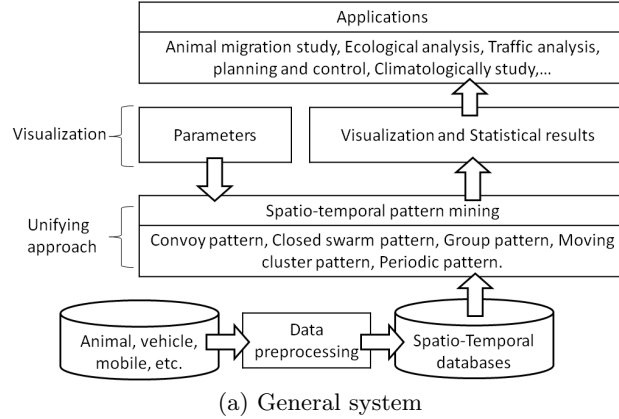 Applications
Animal migration study, Ecological analysis, Traffic analysis,
planning and control, Climatologically study,...
Visualization
Parameters
Visualization and Statistical results
Unifying
approach
Spatio-temporal pattern mining
Convoy pattern, Closed swarm pattern, Group pattern, Moving
cluster pattern, Periodic pattern.
Animal, vehicle,
mobile, etc.
Data
preprocessing
Spatio-Temporal
databases
(a) General system